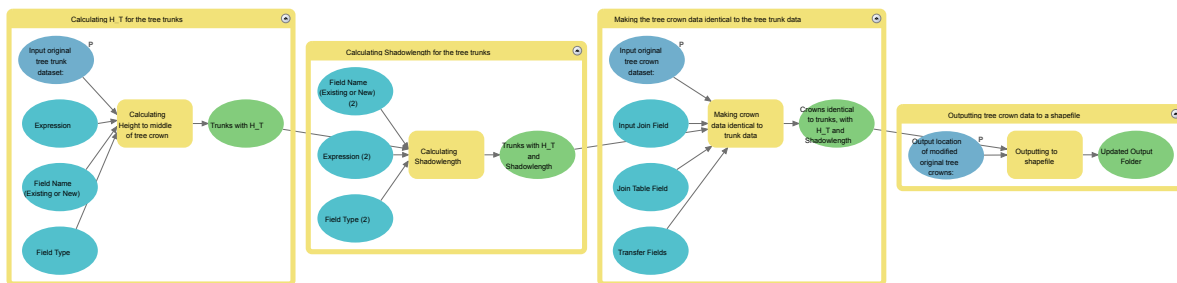 Calculating H_T for the tree trunks
Input original
tree trunk
dataset:
P
Expression
Field Name
(Existing or New)
Field Type
Calculating
Height to middle
of tree crown
Trunks with H_T
Calculating Shadowlength for the tree trunks
Field Name
(Existing or New)
(2)
Expression (2)
Field Type (2)
Calculating
Shadowlength
Trunks with H_T
and
Shadowlength
Making the tree crown data identical to the tree trunk data
Input original
tree crown
dataset:
P
Input Join Field
Join Table Field
Transfer Fields
Making crown
data identical to
trunk data
Crowns identical
to trunks, with
H_T and
Shadowlength
Outputting tree crown data to a shapefile
Output location
of modified
original tree
crowns:
P
Outputting to
shapefile
Updated Output
Folder